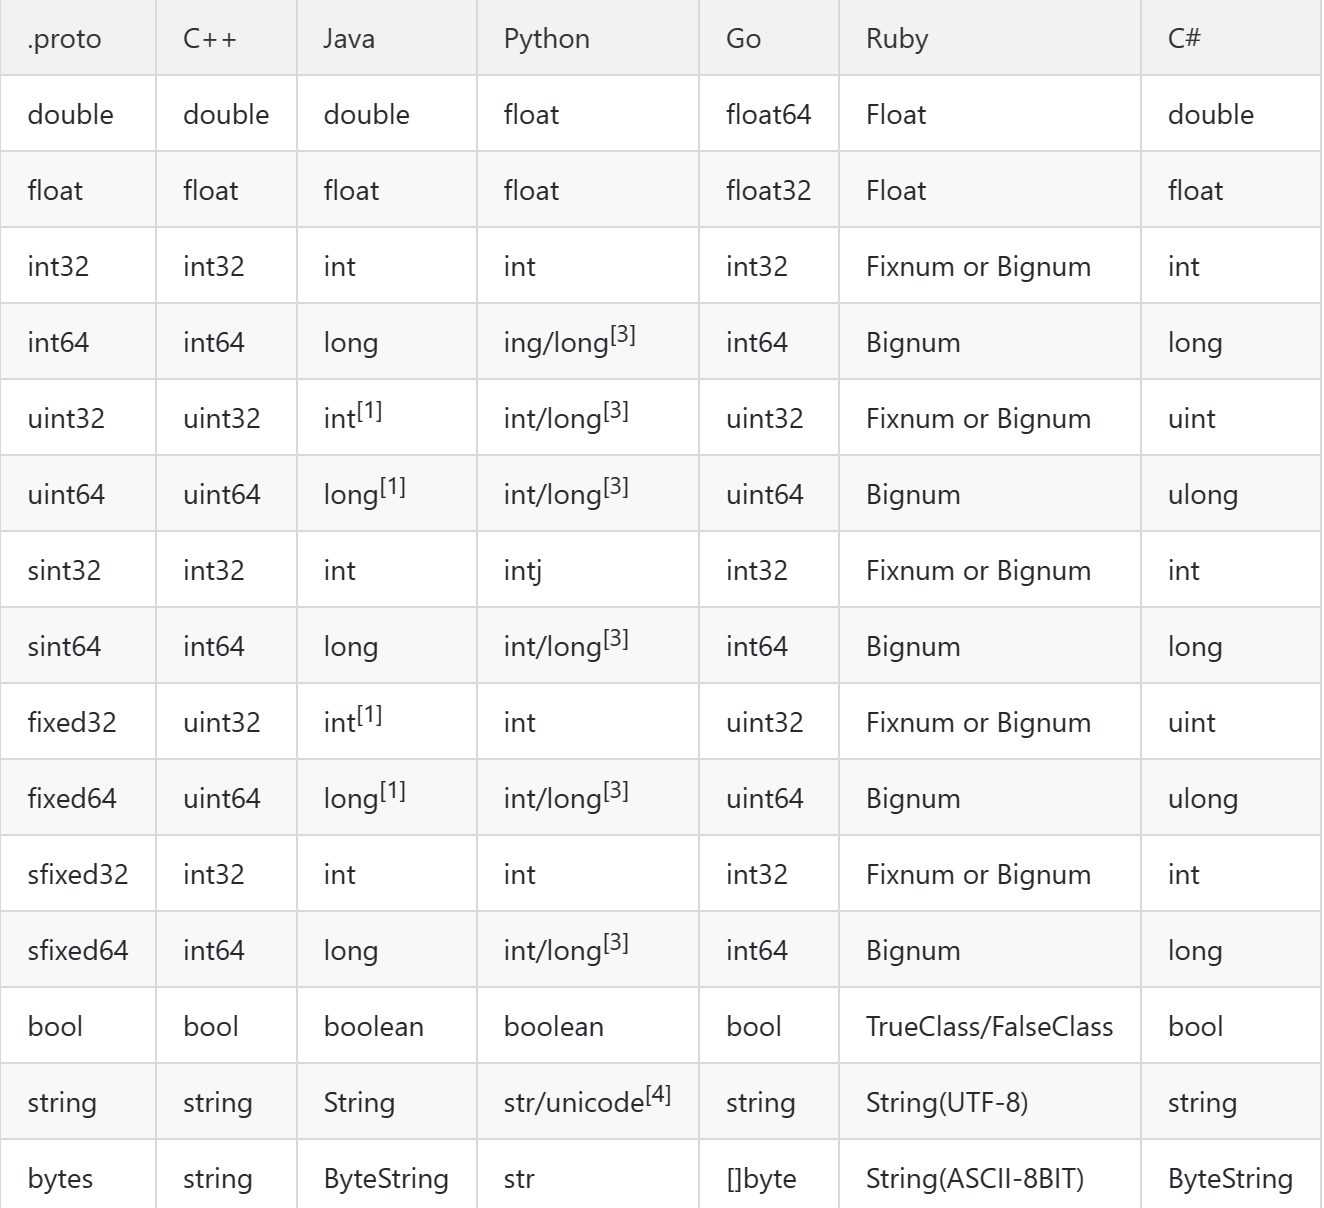 .proto C++ Java Python Go Ruby C#
double double double float float64 Float double
float float float float float32 Float float
int32 int32 int int int32 Fixnum or Bignum int
int64 int64 long ing/long[3] int64 Bignum long
uint32 uint32 int[1] int/long[3] uint32 Fixnum or Bignum uint
uint64 uint64 long[1] int/long[3] uint64 Bignum ulong
sint32 int32 int intj int32 Fixnum or Bignum int
sint64 int64 long int/long[3] int64 Bignum long
fixed32 uint32 int[1] int uint32 Fixnum or Bignum uint
fixed64 uint64 long[1] int/long[3] uint64 Bignum ulong
sfixed32 int32 int int int32 Fixnum or Bignum int
sfixed64 int64 long int/long[3] int64 Bignum long
bool bool boolean boolean bool TrueClass/FalseClass bool
string string String str/unicode[4] string String(UTF-8) string
bytes string ByteString str []byte String(ASCII-8BIT) ByteString